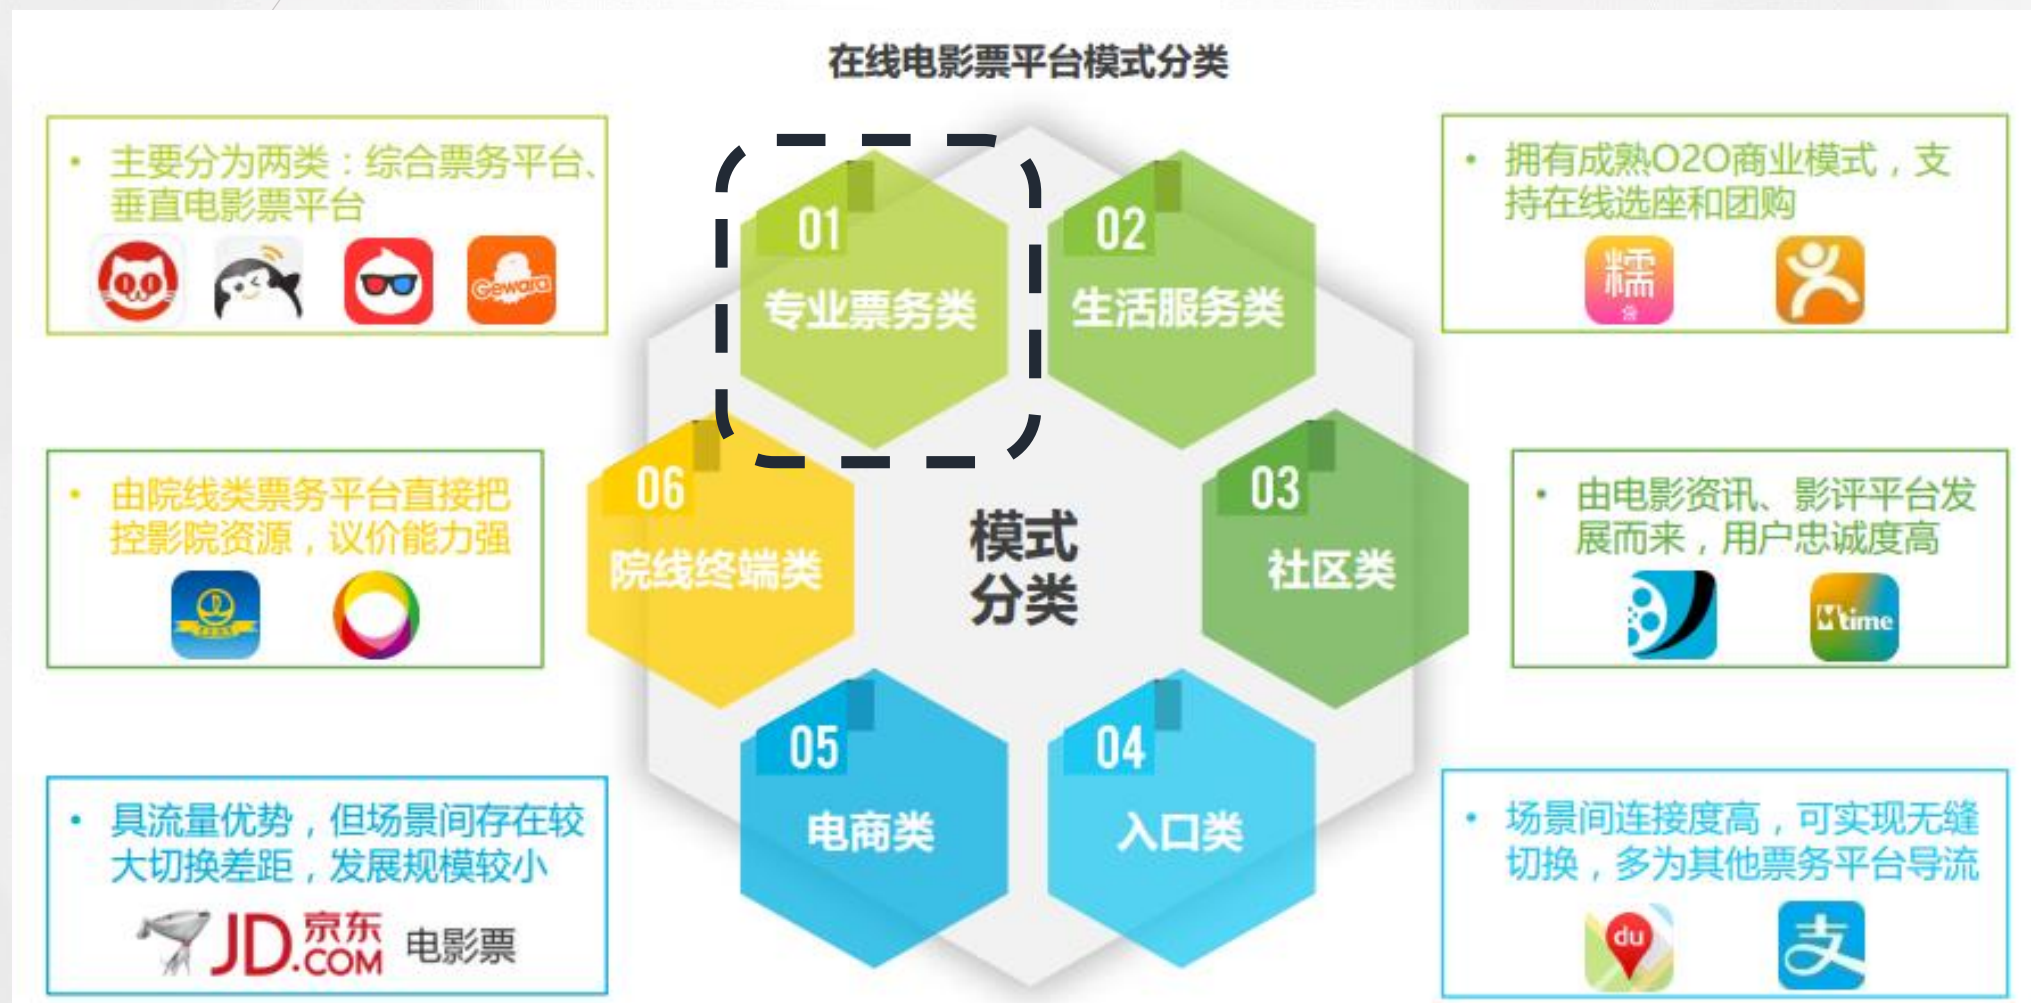 在线电影票平台模式分类
• 主要分为两类：综合票务平台、
垂直电影票平台
Gewara
01
专业票务类
02
生活服务类
• 拥有成熟O2O商业模式，支
持在线选座和团购
糯
• 由院线类票务平台直接把
控影院资源，议价能力强
06
院线终端类
模式
分类
03
社区类
• 由电影资讯、影评平台发
展而来，用户忠诚度高
Mtime
• 具流量优势，但场景间存在较
大切换差距，发展规模较小
JD.COM 京东 电影票
05
电商类
04
入口类
• 场景间连接度高，可实现无缝
切换，多为其他票务平台导流
du
支